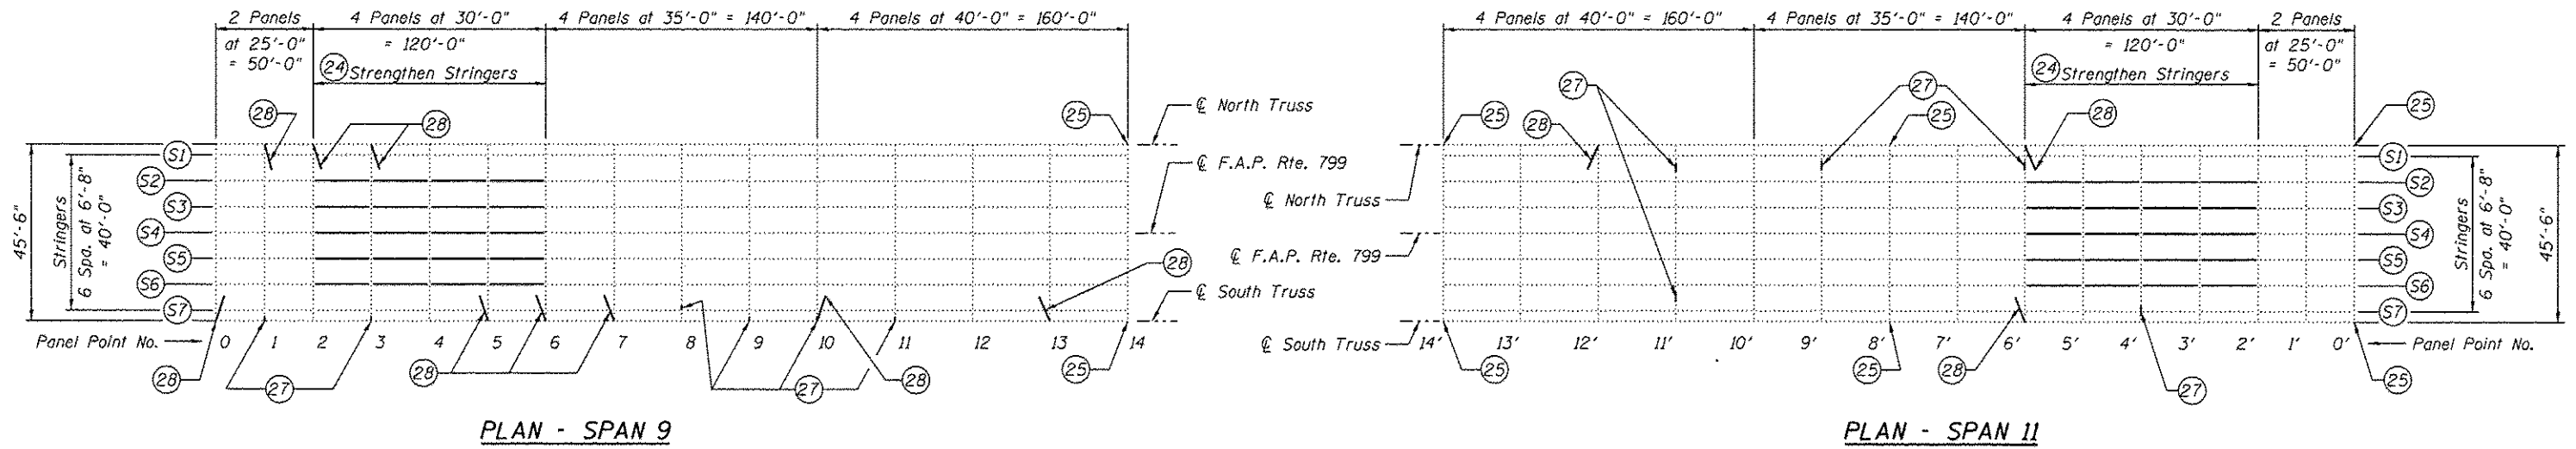 2 Panels
at 25'-0"
= 50'-0"
4 Panels at 30'-0"
= 120'-0"
24 Strengthen Stringers
4 Panels at 35'-0" = 140'-0"
4 Panels at 40'-0" = 160'-0"
28
28
25
℄ North Truss
℄ F.A.P. Rte. 799
28
℄ South Truss
45'-6"
Stringers
6 Spa. at 6'-8"
= 40'-0"
S1
S2
S3
S4
S5
S6
S7
Panel Point No.
0 1 2 3 4 5 6 7 8 9 10 11 12 13 14
28
27
28
27
28
25
PLAN - SPAN 9
4 Panels at 40'-0" = 160'-0"
4 Panels at 35'-0" = 140'-0"
4 Panels at 30'-0"
= 120'-0"
24 Strengthen Stringers
2 Panels
at 25'-0"
= 50'-0"
25
28
27
27
25
28
25
℄ North Truss
℄ F.A.P. Rte. 799
℄ South Truss
S1
S2
S3
S4
S5
S6
S7
Stringers
6 Spa. at 6'-8"
= 40'-0"
45'-6"
14' 13' 12' 11' 10' 9' 8' 7' 6' 5' 4' 3' 2' 1' 0'
Panel Point No.
25
25
28
27
25
PLAN - SPAN 11